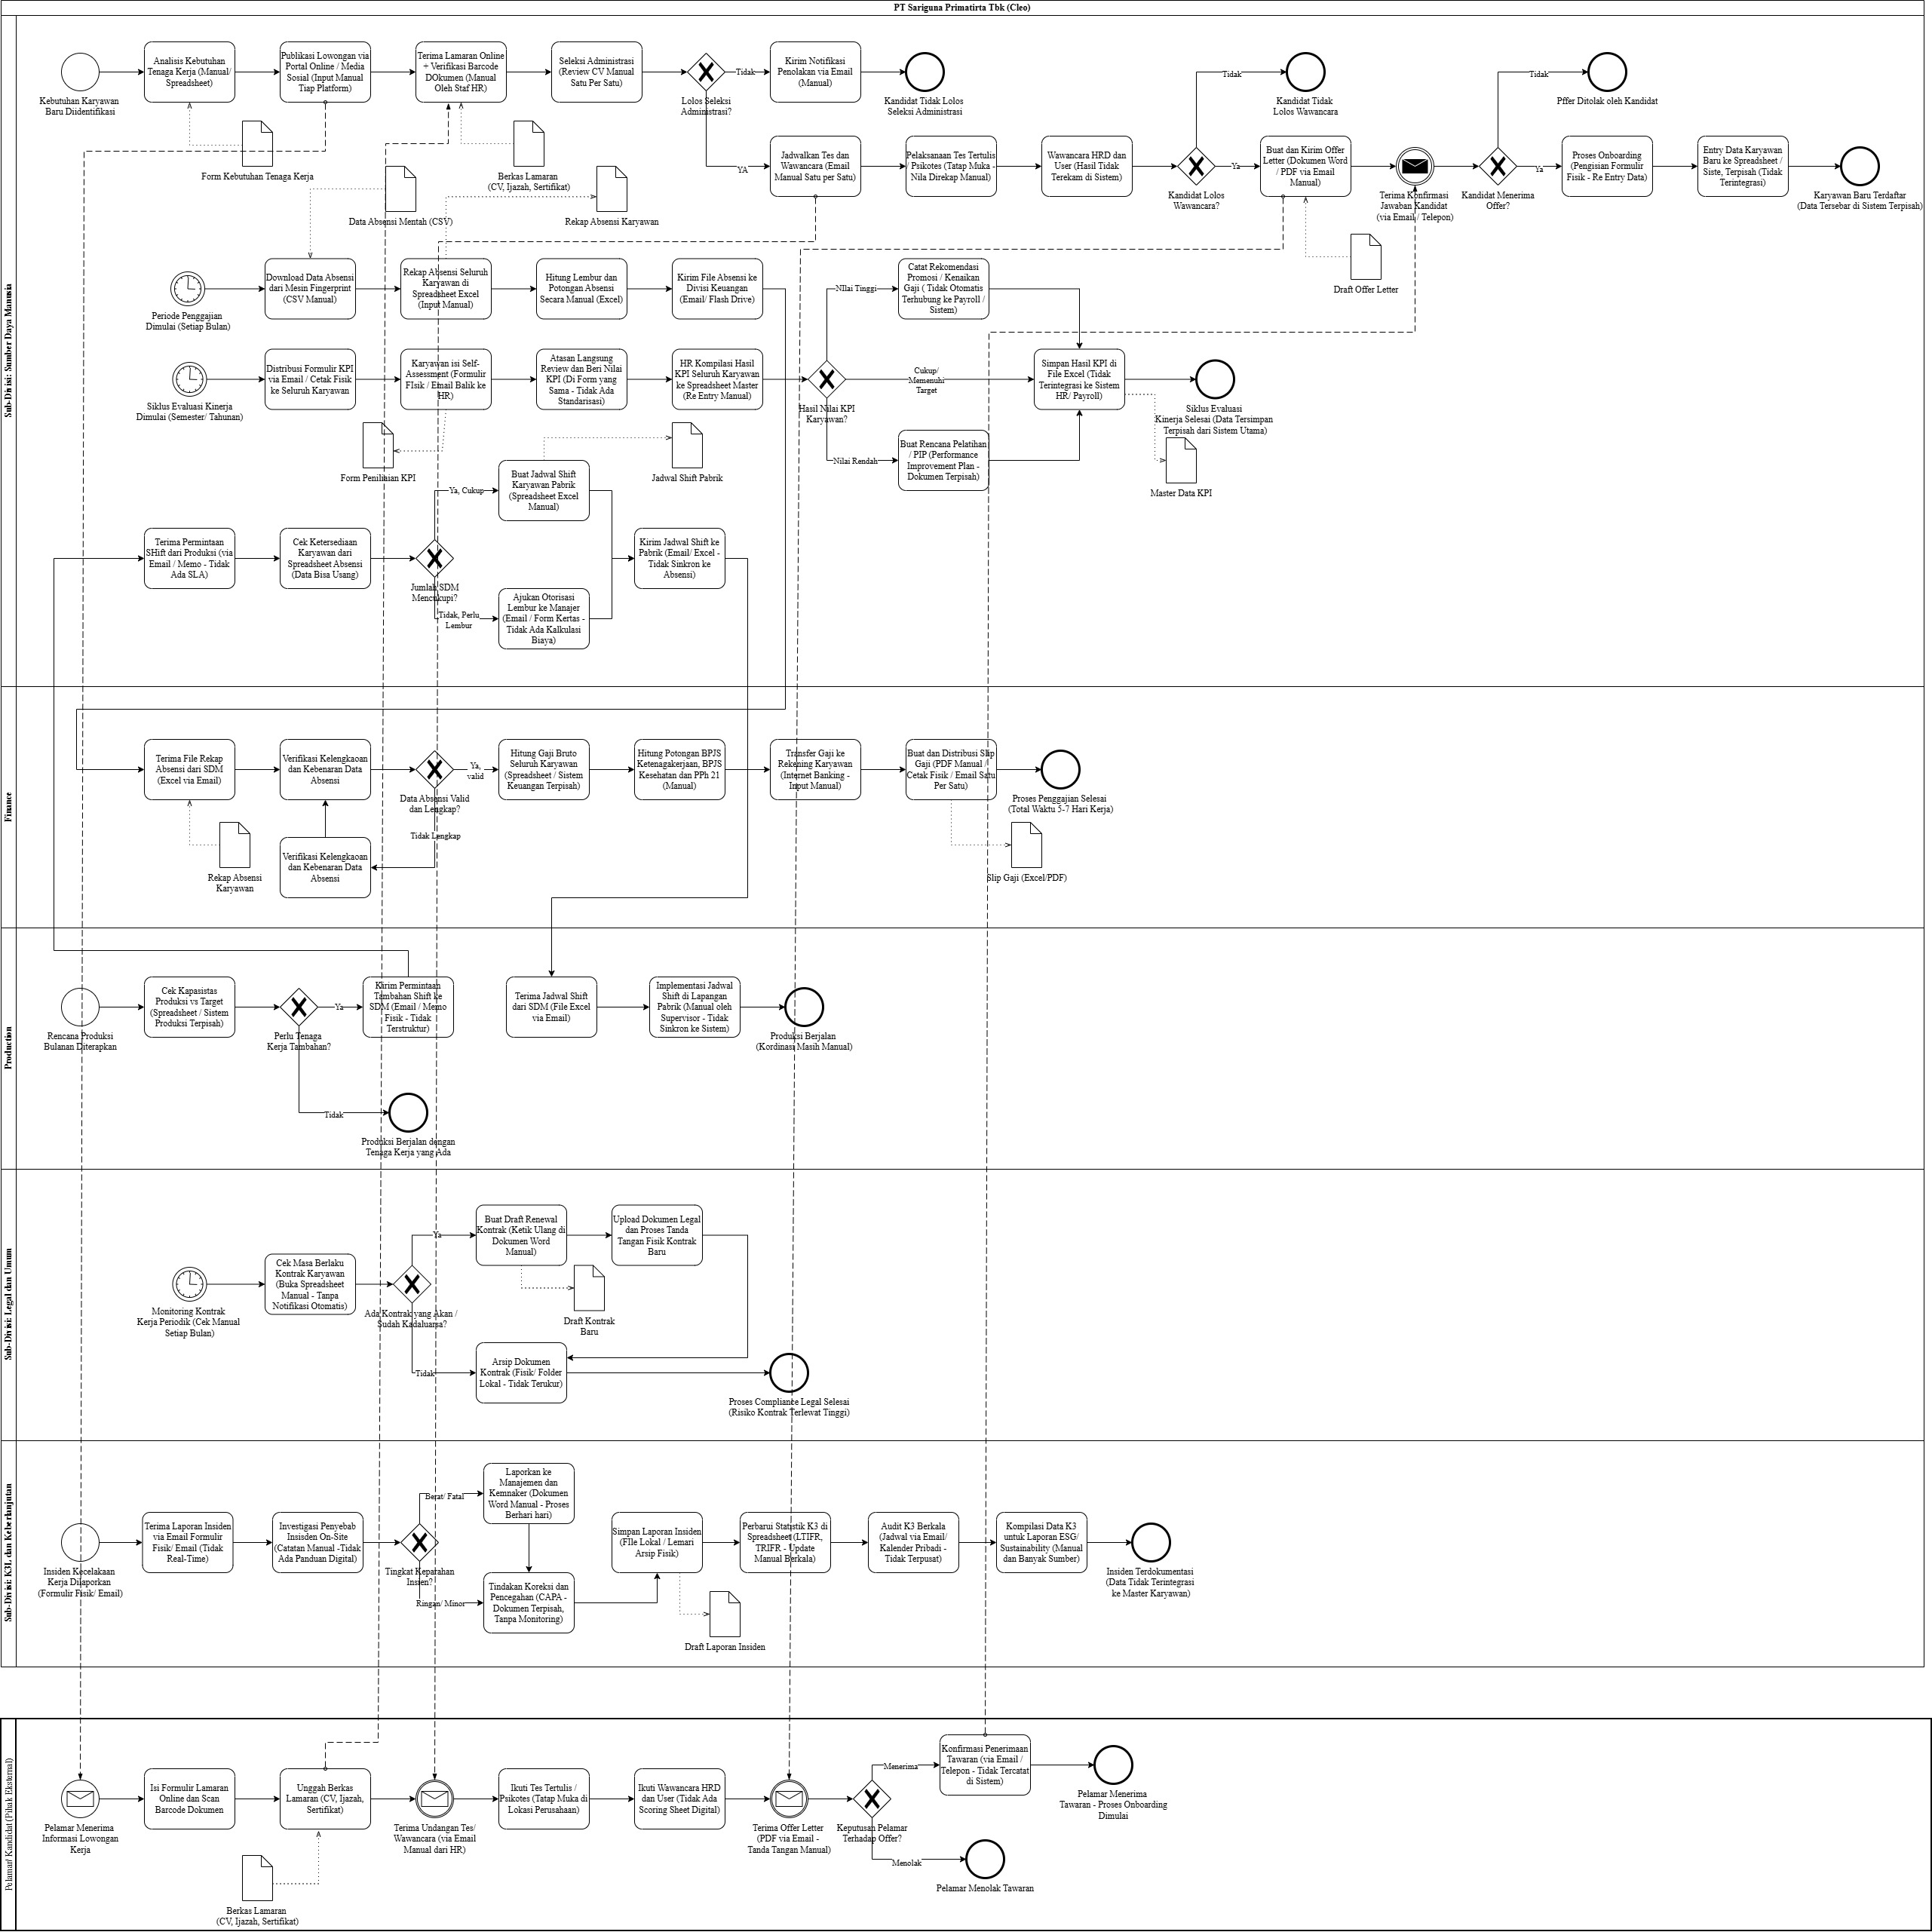 PT Sariguna Primatirta Tbk (Cleo)
Sub-Divisi: Sumber Daya Manusia
Kebutuhan Karyawan
Baru Diidentifikasi
Analisis Kebutuhan
Tenaga Kerja (Manual/
Spreadsheet)
Form Kebutuhan Tenaga Kerja
Publikasi Lowongan via
Portal Online / Media
Sosial (Input Manual
Tiap Platform)
Terima Lamaran Online
+ Verifikasi Barcode
DOkumen (Manual
Oleh Staf HR)
Berkas Lamaran
(CV, Ijazah, Sertifikat)
Seleksi Administrasi
(Review CV Manual
Satu Per Satu)
Lolos Seleksi
Administrasi?
Tidak
Kirim Notifikasi
Penolakan via Email
(Manual)
Kandidat Tidak Lolos
Seleksi Administrasi
YA
Jadwalkan Tes dan
Wawancara (Email
Manual Satu per Satu)
Pelaksanaan Tes Tertulis
/ Psikotes (Tatap Muka -
Nilai Direkap Manual)
Wawancara HRD dan
User (Hasil Tidak
Terekam di Sistem)
Kandidat Lolos
Wawancara?
Tidak
Kandidat Tidak
Lolos Wawancara
Ya
Buat dan Kirim Offer
Letter (Dokumen Word
/ PDF via Email
Manual)
Draft Offer Letter
Terima Konfirmasi
Jawaban Kandidat
(via Email / Telepon)
Kandidat Menerima
Offer?
Tidak
Pffer Ditolak oleh Kandidat
Ya
Proses Onboarding
(Pengisian Formulir
Fisik - Re Entry Data)
Entry Data Karyawan
Baru ke Spreadsheet /
Siste, Terpisah (Tidak
Terintegrasi)
Karyawan Baru Terdaftar
(Data Tersebar di Sistem Terpisah)
Data Absensi Mentah (CSV)
Rekap Absensi Karyawan
Periode Penggajian
Dimulai (Setiap Bulan)
Download Data Absensi
dari Mesin Fingerprint
(CSV Manual)
Rekap Absensi Seluruh
Karyawan di
Spreadsheet Excel
(Input Manual)
Hitung Lembur dan
Potongan Absensi
Secara Manual (Excel)
Kirim File Absensi ke
Divisi Keuangan
(Email/ Flash Drive)
Siklus Evaluasi Kinerja
Dimulai (Semester/ Tahunan)
Distribusi Formulir KPI
via Email / Cetak Fisik
ke Seluruh Karyawan
Karyawan isi Self-
Assessment (Formulir
FIsik / Email Balik ke
HR)
Form Penilinian KPI
Atasan Langsung
Review dan Beri Nilai
KPI (Di Form yang
Sama - Tidak Ada
Standarisasi)
HR Kompilasi Hasil
KPI Seluruh Karyawan
ke Spreadsheet Master
(Re Entry Manual)
Hasil Nilai KPI
Karyawan?
NIlai Tinggi
Catat Rekomendasi
Promosi / Kenaikan
Gaji ( Tidak Otomatis
Terhubung ke Payroll /
Sistem)
Cukup/
Memenuhi
Target
Nilai Rendah
Buat Rencana Pelatihan
/ PIP (Performance
Improvement Plan -
Dokumen Terpisah)
Simpan Hasil KPI di
File Excel (Tidak
Terintegrasi ke Sistem
HR/ Payroll)
Master Data KPI
Siklus Evaluasi
Kinerja Selesai (Data Tersimpan
Terpisah dari Sistem Utama)
Terima Permintaan
SHift dari Produksi (via
Email / Memo - Tidak
Ada SLA)
Cek Ketersediaan
Karyawan dari
Spreadsheet Absensi
(Data Bisa Usang)
Jumlah SDM
Mencukupi?
Ya, Cukup
Buat Jadwal Shift
Karyawan Pabrik
(Spreadsheet Excel
Manual)
Jadwal Shift Pabrik
Tidak, Perlu
Lembur
Ajukan Otorisasi
Lembur ke Manajer
(Email / Form Kertas -
Tidak Ada Kalkulasi
Biaya)
Kirim Jadwal Shift ke
Pabrik (Email/ Excel -
Tidak Sinkron ke
Absensi)
Finance
Terima File Rekap
Absensi dari SDM
(Excel via Email)
Rekap Absensi
Karyawan
Verifikasi Kelengkaoan
dan Kebenaran Data
Absensi
Data Absensi Valid
dan Lengkap?
Tidak Lengkap
Verifikasi Kelengkaoan
dan Kebenaran Data
Absensi
Ya,
valid
Hitung Gaji Bruto
Seluruh Karyawan
(Spreadsheet / Sistem
Keuangan Terpisah)
Hitung Potongan BPJS
Ketenagakerjaan, BPJS
Kesehatan dan PPh 21
(Manual)
Transfer Gaji ke
Rekening Karyawan
(Internet Banking -
Input Manual)
Buat dan Distribusi Slip
Gaji (PDF Manual /
Cetak Fisik / Email Satu
Per Satu)
Slip Gaji (Excel/PDF)
Proses Penggajian Selesai
(Total Waktu 5-7 Hari Kerja)
Production
Rencana Produksi
Bulanan Diterapkan
Cek Kapasistas
Produksi vs Target
(Spreadsheet / Sistem
Produksi Terpisah)
Perlu Tenaga
Kerja Tambahan?
Ya
Kirim Permintaan
Tambahan Shift ke
SDM (Email / Memo
Fisik - Tidak
Terstruktur)
Tidak
Produksi Berjalan dengan
Tenaga Kerja yang Ada
Terima Jadwal Shift
dari SDM (File Excel
via Email)
Implementasi Jadwal
Shift di Lapangan
Pabrik (Manual oleh
Supervisor - Tidak
Sinkron ke Sistem)
Produksi Berjalan
(Kordinasi Masih Manual)
Sub-Divisi: Legal dan Umum
Monitoring Kontrak
Kerja Periodik (Cek Manual
Setiap Bulan)
Cek Masa Berlaku
Kontrak Karyawan
(Buka Spreadsheet
Manual - Tanpa
Notifikasi Otomatis)
Ada Kontrak yang Akan /
Sudah Kadaluarsa?
Ya
Buat Draft Renewal
Kontrak (Ketik Ulang di
Dokumen Word
Manual)
Draft Kontrak
Baru
Upload Dokumen Legal
dan Proses Tanda
Tangan Fisik Kontrak
Baru
Tidak
Arsip Dokumen
Kontrak (Fisik/ Folder
Lokal - Tidak Terukur)
Proses Compliance Legal Selesai
(Risiko Kontrak Terlewat Tinggi)
Sub-Divisi: K3L dan Keberlanjutan
Insiden Kecelakaan
Kerja Dilaporkan
(Formulir Fisik/ Email)
Terima Laporan Insiden
via Email Formulir
Fisik/ Email (Tidak
Real-Time)
Investigasi Penyebab
Insisden On-Site
(Catatan Manual -Tidak
Ada Panduan Digital)
Tingkat Keparahan
Insien?
Berat/ Fatal
Laporkan ke
Manajemen dan
Kemnaker (Dokumen
Word Manual - Proses
Berhari hari)
Ringan/ Minor
Tindakan Koreksi dan
Pencegahan (CAPA -
Dokumen Terpisah,
Tanpa Monitoring)
Simpan Laporan Insiden
(FIle Lokal / Lemari
Arsip Fisik)
Draft Laporan Insiden
Perbarui Statistik K3 di
Spreadsheet (LTIFR,
TRIFR - Update
Manual Berkala)
Audit K3 Berkala
(Jadwal via Email/
Kalender Pribadi -
Tidak Terpusat)
Kompilasi Data K3
untuk Laporan ESG/
Sustainability (Manual
dan Banyak Sumber)
Insiden Terdokumentasi
(Data Tidak Terintegrasi
ke Master Karyawan)
Pelamar/ Kandidat (Pihak Eksternal)
Pelamar Menerima
Informasi Lowongan
Kerja
Isi Formulir Lamaran
Online dan Scan
Barcode Dokumen
Unggah Berkas
Lamaran (CV, Ijazah,
Sertifikat)
Berkas Lamaran
(CV, Ijazah, Sertifikat)
Terima Undangan Tes/
Wawancara (via Email
Manual dari HR)
Ikuti Tes Tertulis /
Psikotes (Tatap Muka di
Lokasi Perusahaan)
Ikuti Wawancara HRD
dan User (Tidak Ada
Scoring Sheet Digital)
Terima Offer Letter
(PDF via Email -
Tanda Tangan Manual)
Keputusan Pelamar
Terhadap Offer?
Menerima
Konfirmasi Penerimaan
Tawaran (via Email /
Telepon - Tidak Tercatat
di Sistem)
Pelamar Menerima
Tawaran - Proses Onboarding
Dimulai
Menolak
Pelamar Menolak Tawaran